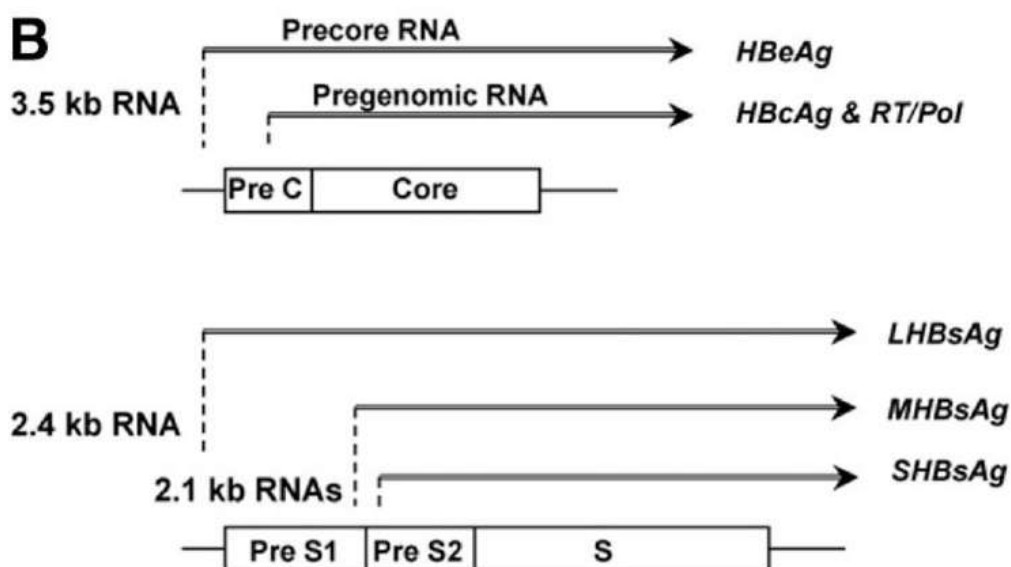 B
Precore RNA
HBeAg
3.5 kb RNA
Pregenomic RNA
HBcAg & RT/Pol
Pre C
Core
LHBsAg
2.4 kb RNA
MHBsAg
2.1 kb RNAs
SHBsAg
Pre S1
Pre S2
S